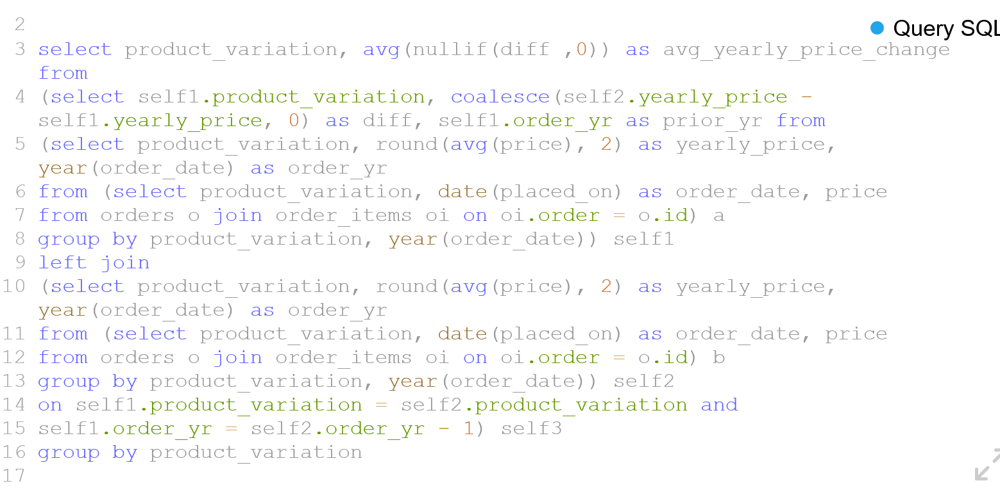 2
Query SQL
3 select product_variation, avg(nullif(diff ,0)) as avg_yearly_price_change
from
4 (select self1.product_variation, coalesce(self2.yearly_price -
self1.yearly_price, 0) as diff, self1.order_yr as prior_yr from
5 (select product_variation, round(avg(price), 2) as yearly_price,
year(order_date) as order_yr
6 from (select product_variation, date(placed_on) as order_date, price
7 from orders o join order_items oi on oi.order = o.id) a
8 group by product_variation, year(order_date)) self1
9 left join
10 (select product_variation, round(avg(price), 2) as yearly_price,
year(order_date) as order_yr
11 from (select product_variation, date(placed_on) as order_date, price
12 from orders o join order_items oi on oi.order = o.id) b
13 group by product_variation, year(order_date)) self2
14 on self1.product_variation = self2.product_variation and
15 self1.order_yr = self2.order_yr - 1) self3
16 group by product_variation
17